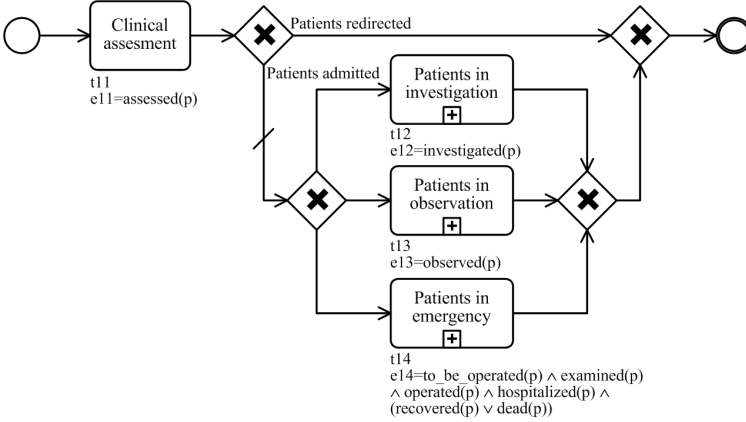 Clinical
assesment
t11
e11=assessed(p)
Patients redirected
Patients admitted
Patients in
investigation
t12
e12=investigated(p)
Patients in
observation
t13
e13=observed(p)
Patients in
emergency
t14
e14=to_be_operated(p) ∧ examined(p)
∧ operated(p) ∧ hospitalized(p) ∧
(recovered(p) ∨ dead(p))